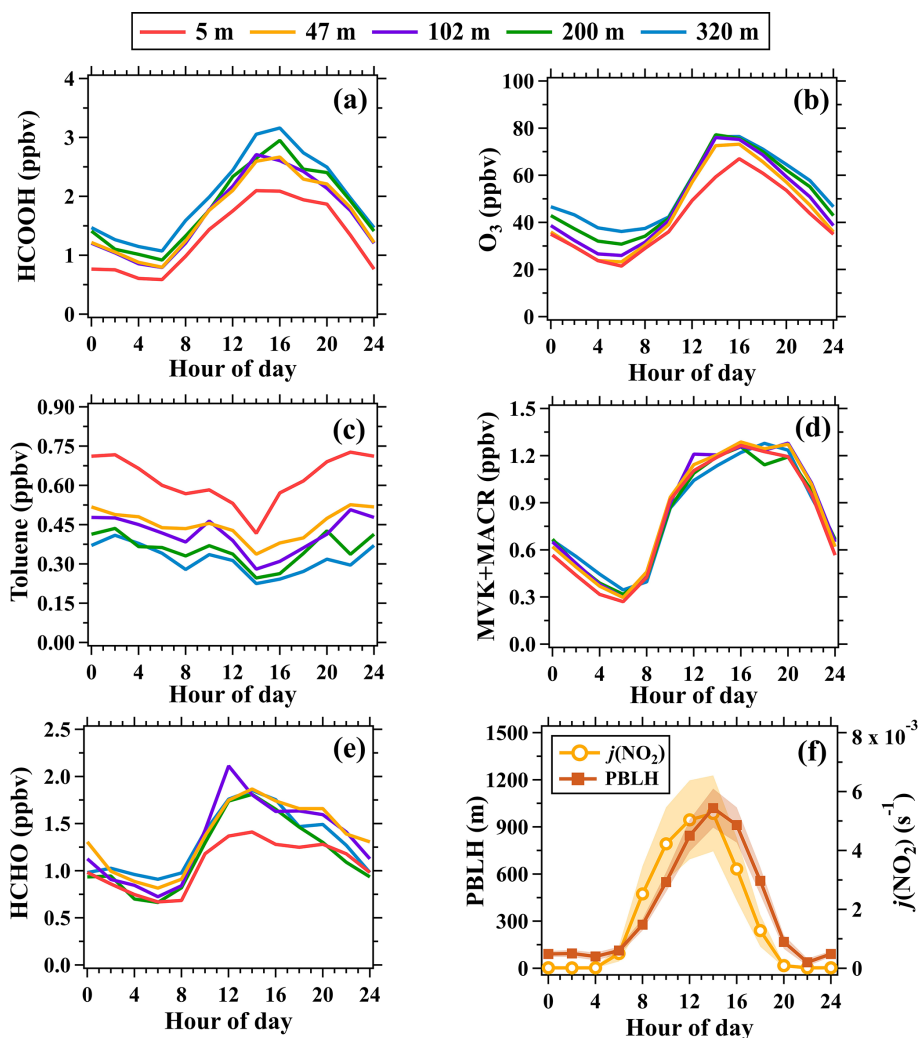 5 m 47 m 102 m 200 m 320 m
(a)
HCOOH (ppbv)
4
3
2
1
0
0 4 8 12 16 20 24
Hour of day
(b)
O3 (ppbv)
100
80
60
40
20
0
0 4 8 12 16 20 24
Hour of day
(c)
Toluene (ppbv)
0.90
0.75
0.60
0.45
0.30
0.15
0.00
0 4 8 12 16 20 24
Hour of day
(d)
MVK+MACR (ppbv)
1.5
1.2
0.9
0.6
0.3
0.0
0 4 8 12 16 20 24
Hour of day
(e)
HCHO (ppbv)
2.5
2.0
1.5
1.0
0.5
0.0
0 4 8 12 16 20 24
Hour of day
(f)
j(NO2)
PBLH
PBLH (m)
1500
1200
900
600
300
0
8 x 10-3
6
4
2
0
j(NO2) (s-1)
0 4 8 12 16 20 24
Hour of day